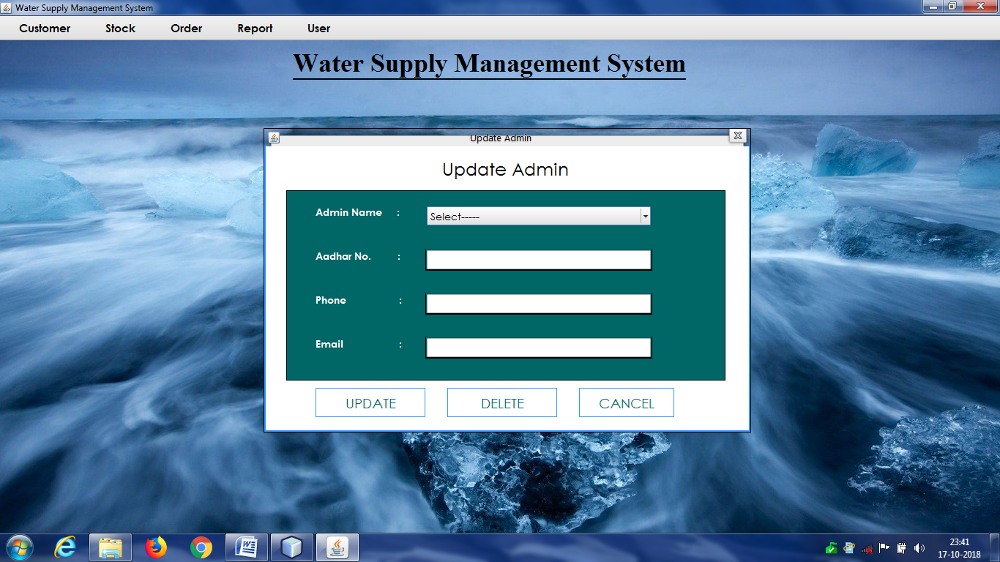 Water Supply Management System
Customer Stock Order Report User
Water Supply Management System
Update Admin
Update Admin
Admin Name : Select-----
Aadhar No. :
Phone :
Email :
UPDATE DELETE CANCEL
23:41
17-10-2018